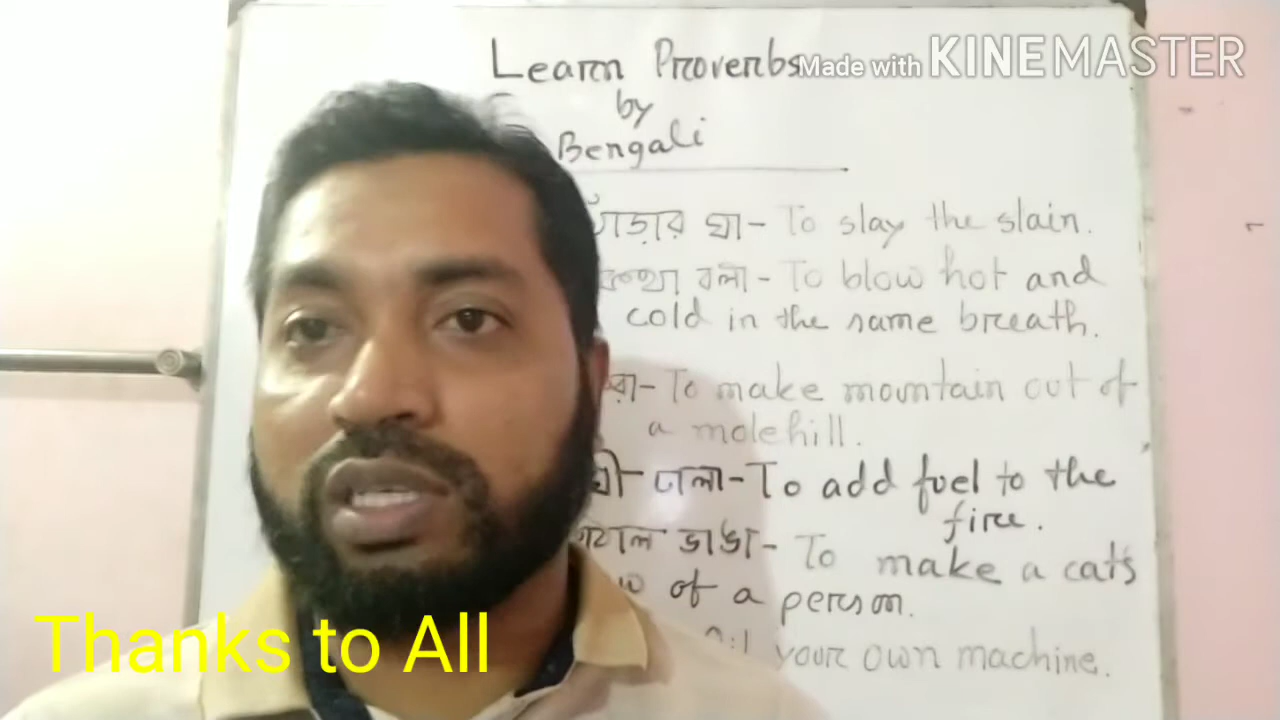 Made with KINEMASTER
Learn Proverbs
by
Bengali
ঘা - To slay the slain.
কথা বলা - To blow hot and
cold in the same breath.
To make mountain out of
a molehill.
ঘী ঢালা - To add fuel to the
fire.
ভাঙা - To make a cat's
of a person.
your own machine.
Thanks to All